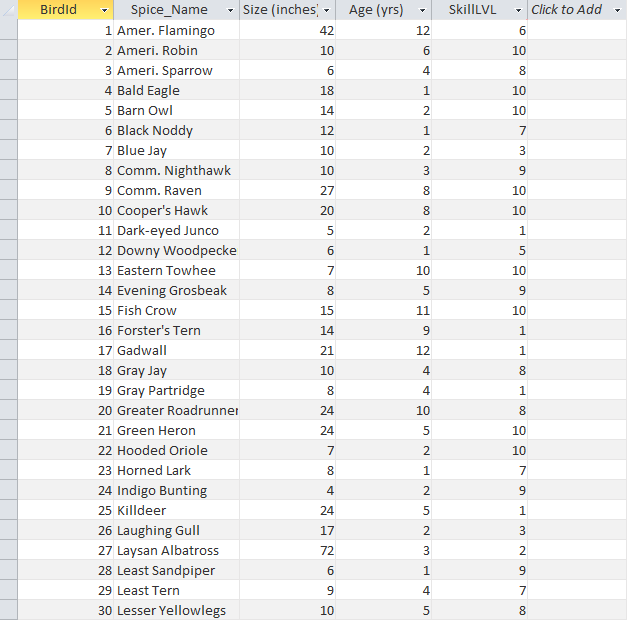 BirdId Spice_Name Size (inches) Age (yrs) SkillLVL Click to Add
1 Amer. Flamingo 42 12 6
2 Ameri. Robin 10 6 10
3 Ameri. Sparrow 6 4 8
4 Bald Eagle 18 1 10
5 Barn Owl 14 2 10
6 Black Noddy 12 1 7
7 Blue Jay 10 2 3
8 Comm. Nighthawk 10 3 9
9 Comm. Raven 27 8 10
10 Cooper's Hawk 20 8 10
11 Dark-eyed Junco 5 2 1
12 Downy Woodpecke 6 1 5
13 Eastern Towhee 7 10 10
14 Evening Grosbeak 8 5 9
15 Fish Crow 15 11 10
16 Forster's Tern 14 9 1
17 Gadwall 21 12 1
18 Gray Jay 10 4 8
19 Gray Partridge 8 4 1
20 Greater Roadrunner 24 10 8
21 Green Heron 24 5 10
22 Hooded Oriole 7 2 10
23 Horned Lark 8 1 7
24 Indigo Bunting 4 2 9
25 Killdeer 24 5 1
26 Laughing Gull 17 2 3
27 Laysan Albatross 72 3 2
28 Least Sandpiper 6 1 9
29 Least Tern 9 4 7
30 Lesser Yellowlegs 10 5 8